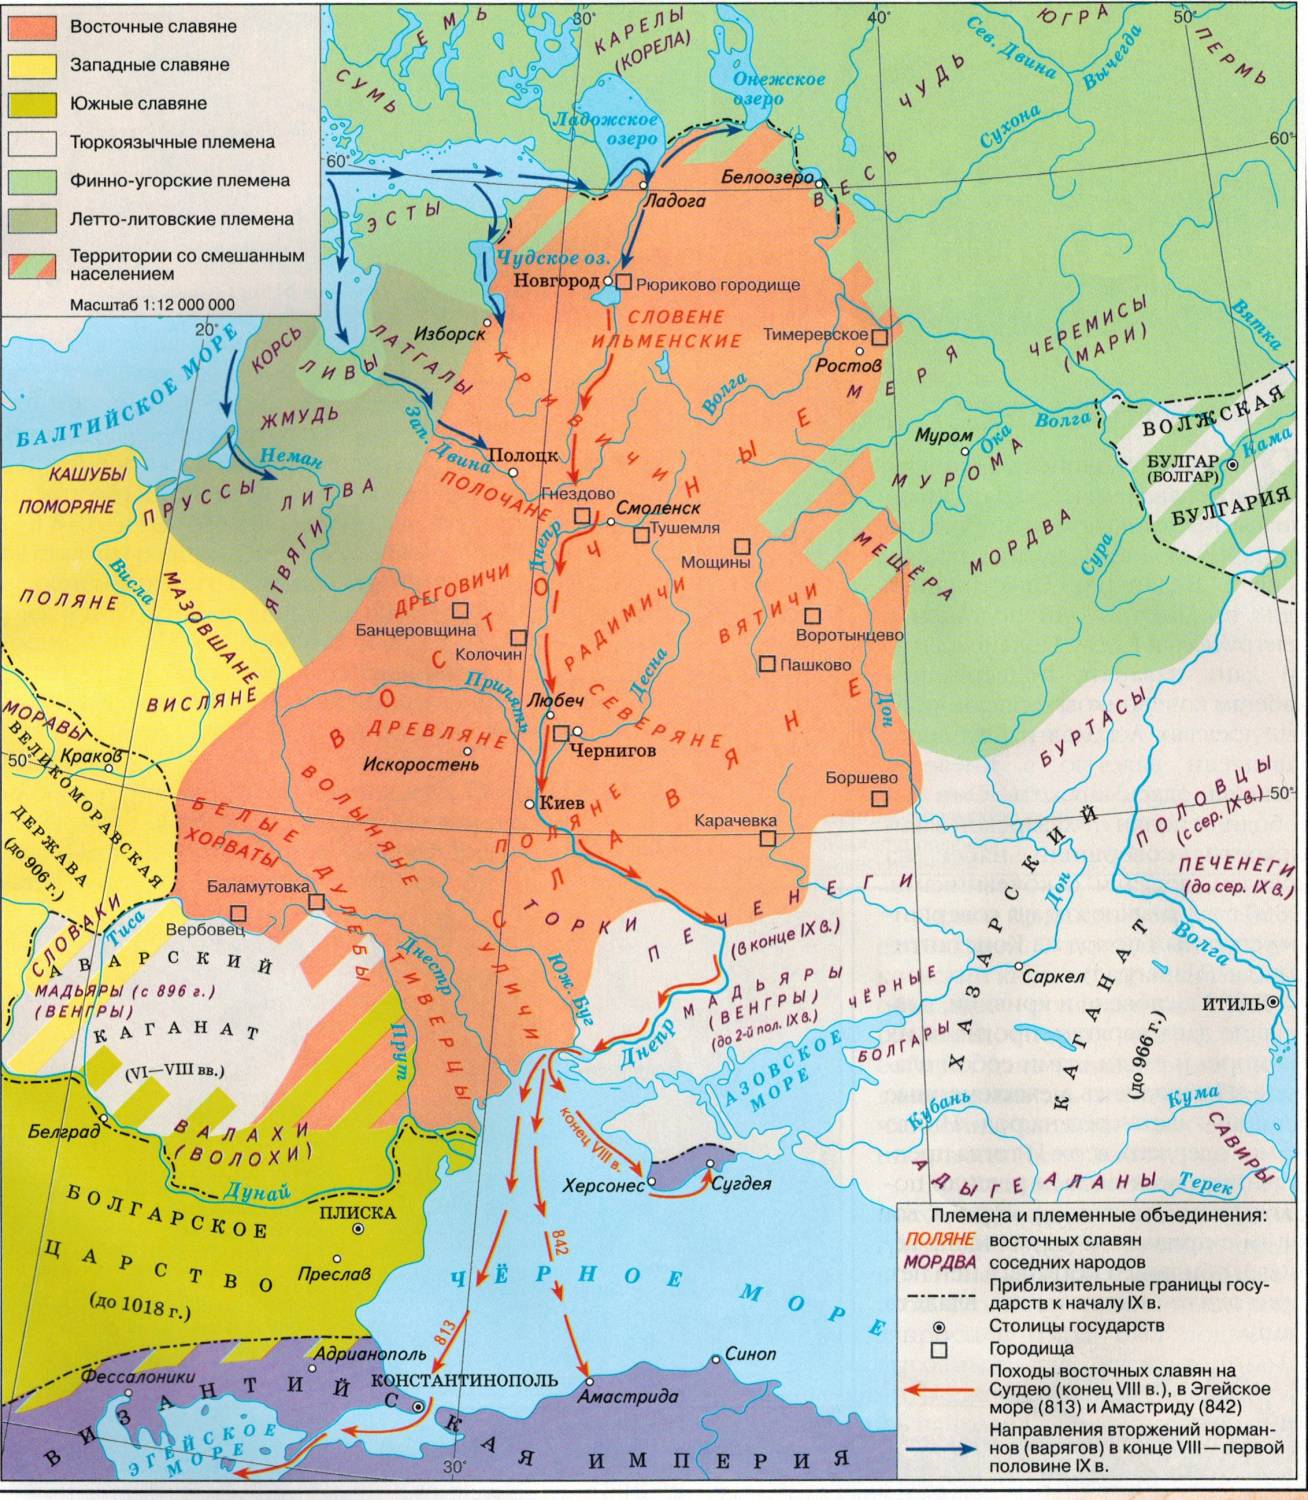 Восточные славяне
Западные славяне
Южные славяне
Тюркоязычные племена
Финно-угорские племена
Летто-литовские племена
Территории со смешанным
населением
Масштаб 1:12 000 000
30°
40°
50°
ЕМЬ
СУМЬ
КАРЕЛЫ
(КОРЕЛА)
Онежское
озеро
Ладожское
озеро
ЧУДЬ
ЮГРА
ПЕРМЬ
Сев. Двина
Вычегда
Сухона
60°
60°
Белоозеро
ВЕСЬ
Ладога
ЭСТЫ
Чудское оз.
Новгород
Рюриково городище
СЛОВЕНЕ
ИЛЬМЕНСКИЕ
Изборск
Тимеревское
Ростов
МЕРЯ
ЧЕРЕМИСЫ
(МАРИ)
Вятка
20°
БАЛТИЙСКОЕ МОРЕ
КОРСЬ
ЛИВЫ
ЛАТГАЛЫ
ЖМУДЬ
КРИВИЧИ
Волга
Волга
Зап. Двина
Неман
Полоцк
ПОЛОЧАНЕ
Муром
Ока
МУРОМА
ВОЛЖСКАЯ
БУЛГАР
(БОЛГАР)
Кама
БУЛГАРИЯ
КАШУБЫ
ПОМОРЯНЕ
ПРУССЫ
ЛИТВА
ЯТВЯГИ
Гнездово
Смоленск
Тушемля
Мощины
Днепр
МЕЩЁРА
МОРДВА
Сура
ПОЛЯНЕ
Висла
МАЗОВШАНЕ
ВИСЛЯНЕ
ДРЕГОВИЧИ
Банцеровщина
Колочин
РАДИМИЧИ
ВЯТИЧИ
Воротынцево
Пашково
Десна
Дон
Припять
Любеч
СЕВЕРЯНЕ
Чернигов
ВОСТОЧНЫЕ
СЛАВЯНЕ
ДРЕВЛЯНЕ
Искоростень
МОРАВЫ
Краков
50°
50°
ВЕЛИКОМОРАВСКАЯ
ДЕРЖАВА
(до 906 г.)
ВОЛЫНЯНЕ
Киев
ПОЛЯНЕ
Боршево
Карачевка
БУРТАСЫ
ПОЛОВЦЫ
(с сер. IX в.)
ПЕЧЕНЕГИ
(до сер. IX в.)
БЕЛЫЕ
ХОРВАТЫ
ДУЛЕБЫ
Баламутовка
Вербовец
СЛОВАКИ
Тиса
АВАРСКИЙ
МАДЬЯРЫ (с 896 г.)
(ВЕНГРЫ)
КАГАНАТ
(VI—VIII вв.)
ТИВЕРЦЫ
УЛИЧИ
Днестр
Юж. Буг
Прут
ТОРКИ
ПЕЧЕНЕГИ
(в конце IX в.)
МАДЬЯРЫ
(ВЕНГРЫ)
(до 2-й пол. IX в.)
Днепр
ЧЁРНЫЕ
БОЛГАРЫ
ХАЗАРСКИЙ
КАГАНАТ
(до 966 г.)
Дон
Саркел
Волга
ИТИЛЬ
АЗОВСКОЕ
МОРЕ
Кубань
Кума
САВИРЫ
Терек
АДЫГЕ
АЛАНЫ
Белград
ВАЛАХИ
(ВОЛОХИ)
Дунай
БОЛГАРСКОЕ
ЦАРСТВО
(до 1018 г.)
ПЛИСКА
Преслав
конец VIII в.
Херсонес
Сугдея
842
813
ЧЁРНОЕ МОРЕ
Адрианополь
Фессалоники
КОНСТАНТИНОПОЛЬ
Амастрида
Синоп
ВИЗАНТИЙСКАЯ ИМПЕРИЯ
ЭГЕЙСКОЕ
МОРЕ
30°
Племена и племенные объединения:
ПОЛЯНЕ восточных славян
МОРДВА соседних народов
Приблизительные границы госу-
дарств к началу IX в.
Столицы государств
Городища
Походы восточных славян на
Сугдею (конец VIII в.), в Эгейское
море (813) и Амастриду (842)
Направления вторжений норман-
нов (варягов) в конце VIII — первой
половине IX в.